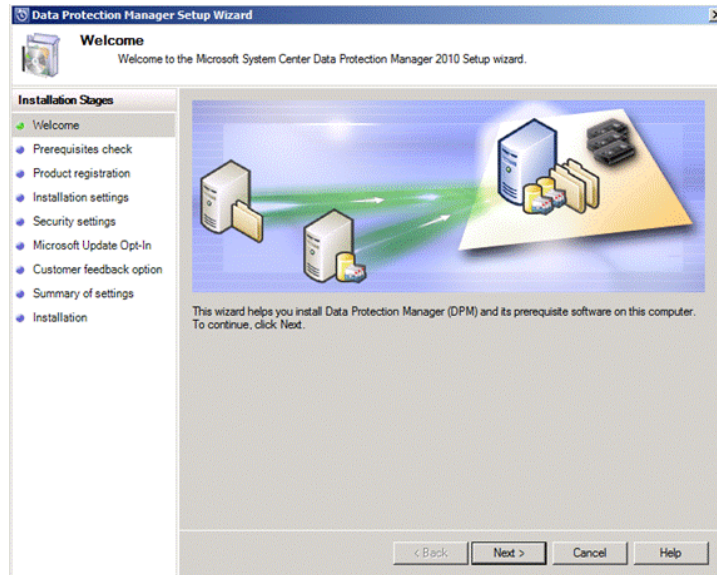 Data Protection Manager Setup Wizard
Welcome
Welcome to the Microsoft System Center Data Protection Manager 2010 Setup wizard.
Installation Stages
Welcome
Prerequisites check
Product registration
Installation settings
Security settings
Microsoft Update Opt-In
Customer feedback option
Summary of settings
Installation
This wizard helps you install Data Protection Manager (DPM) and its prerequisite software on this computer.
To continue, click Next.
< Back
Next >
Cancel
Help